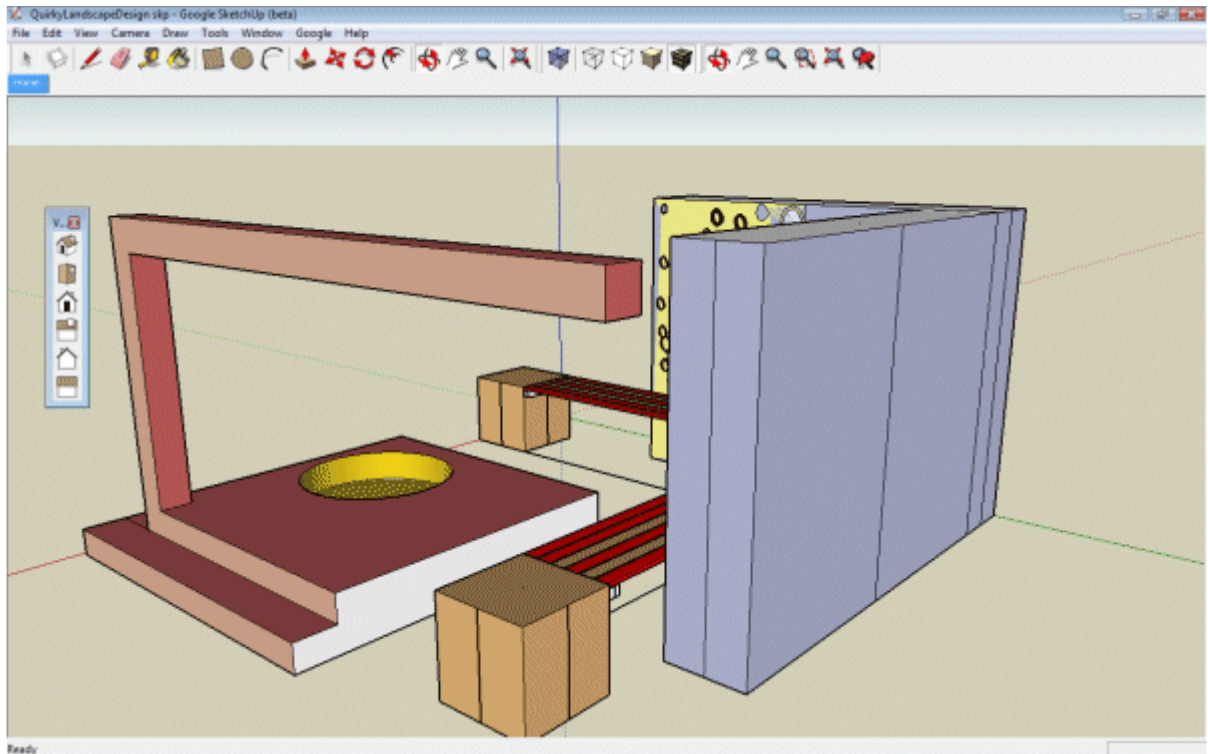 QuirkyLandscapeDesign skp - Google SketchUp (beta)
File Edit View Camera Draw Tools Window Google Help
V...
Ready